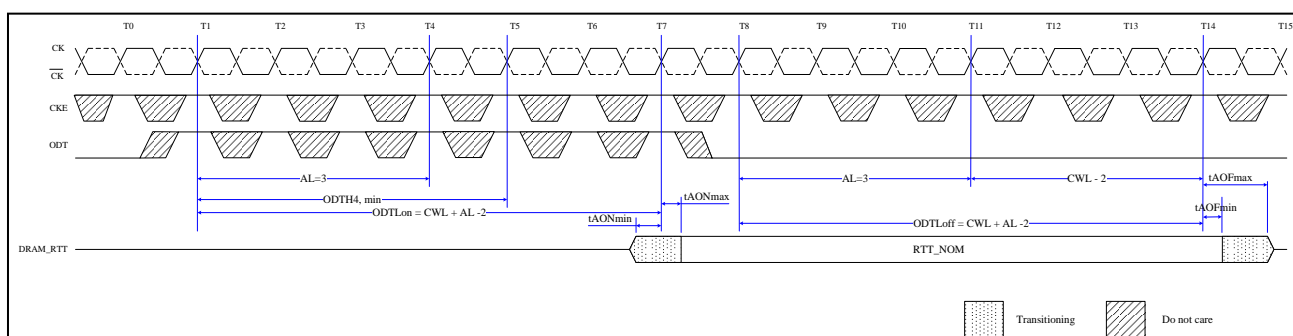 T0 T1 T2 T3 T4 T5 T6 T7 T8 T9 T10 T11 T12 T13 T14 T15
CK
CK
CKE
ODT
AL=3
AL=3
CWL - 2
tAOFmax
ODTH4, min
tAONmax
ODTLon = CWL + AL -2
tAONmin
tAOFmin
ODTLoff = CWL + AL -2
DRAM_RTT
RTT_NOM
Transitioning
Do not care